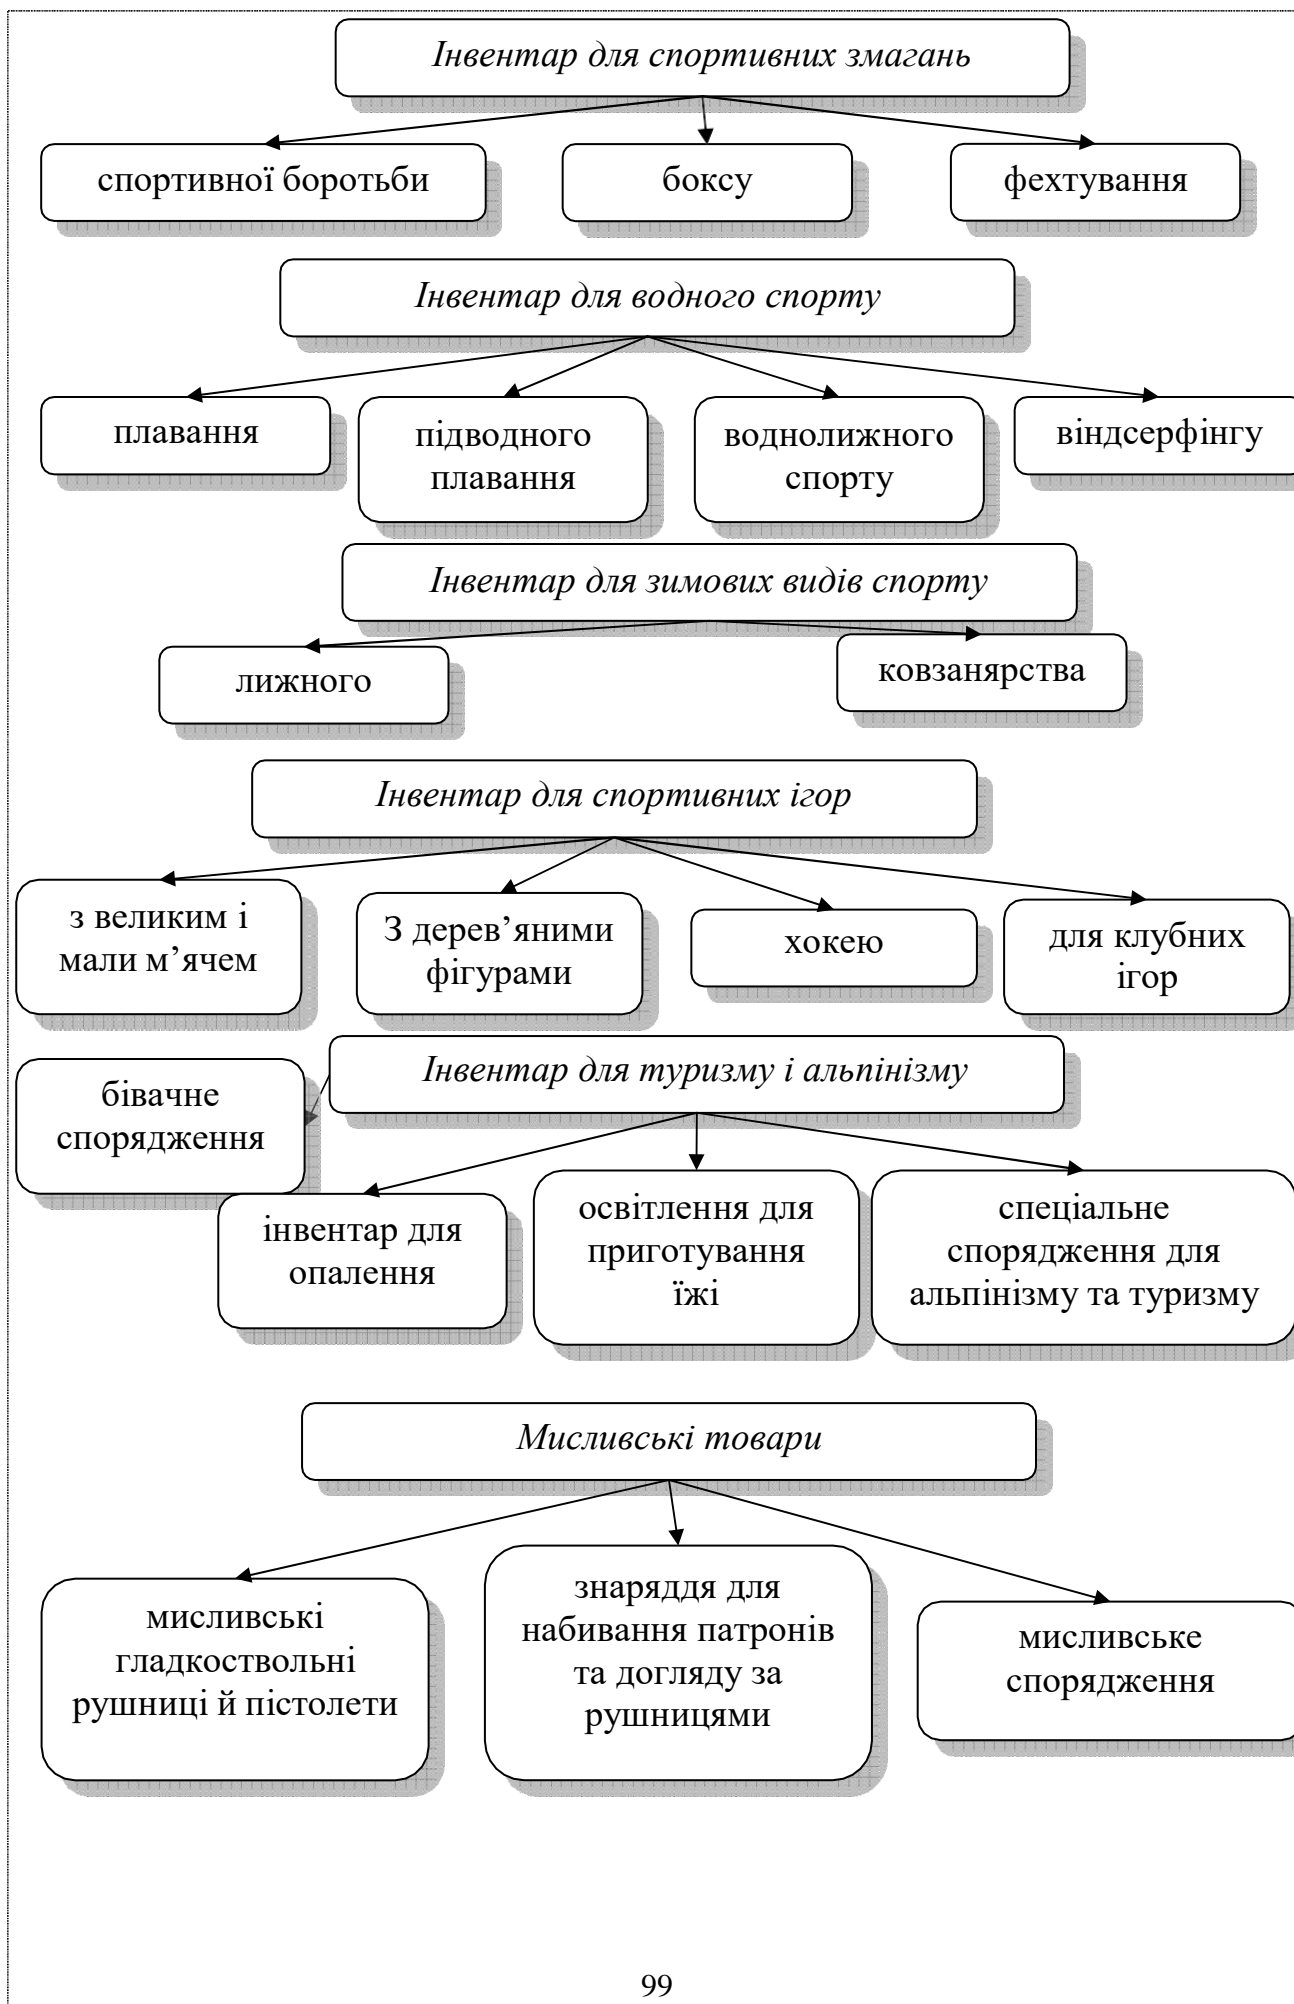 Інвентар для спортивних змагань
спортивної боротьби
боксу
фехтування
Інвентар для водного спорту
плавання
підводного
плавання
воднолижного
спорту
віндсерфінгу
Інвентар для зимових видів спорту
лижного
ковзанярства
Інвентар для спортивних ігор
з великим і
мали м’ячем
З дерев’яними
фігурами
хокею
для клубних
ігор
Інвентар для туризму і альпінізму
бівачне
спорядження
інвентар для
опалення
освітлення для
приготування
їжі
спеціальне
спорядження для
альпінізму та туризму
Мисливські товари
мисливські
гладкоствольні
рушниці й пістолети
знаряддя для
набивання патронів
та догляду за
рушницями
мисливське
спорядження
99